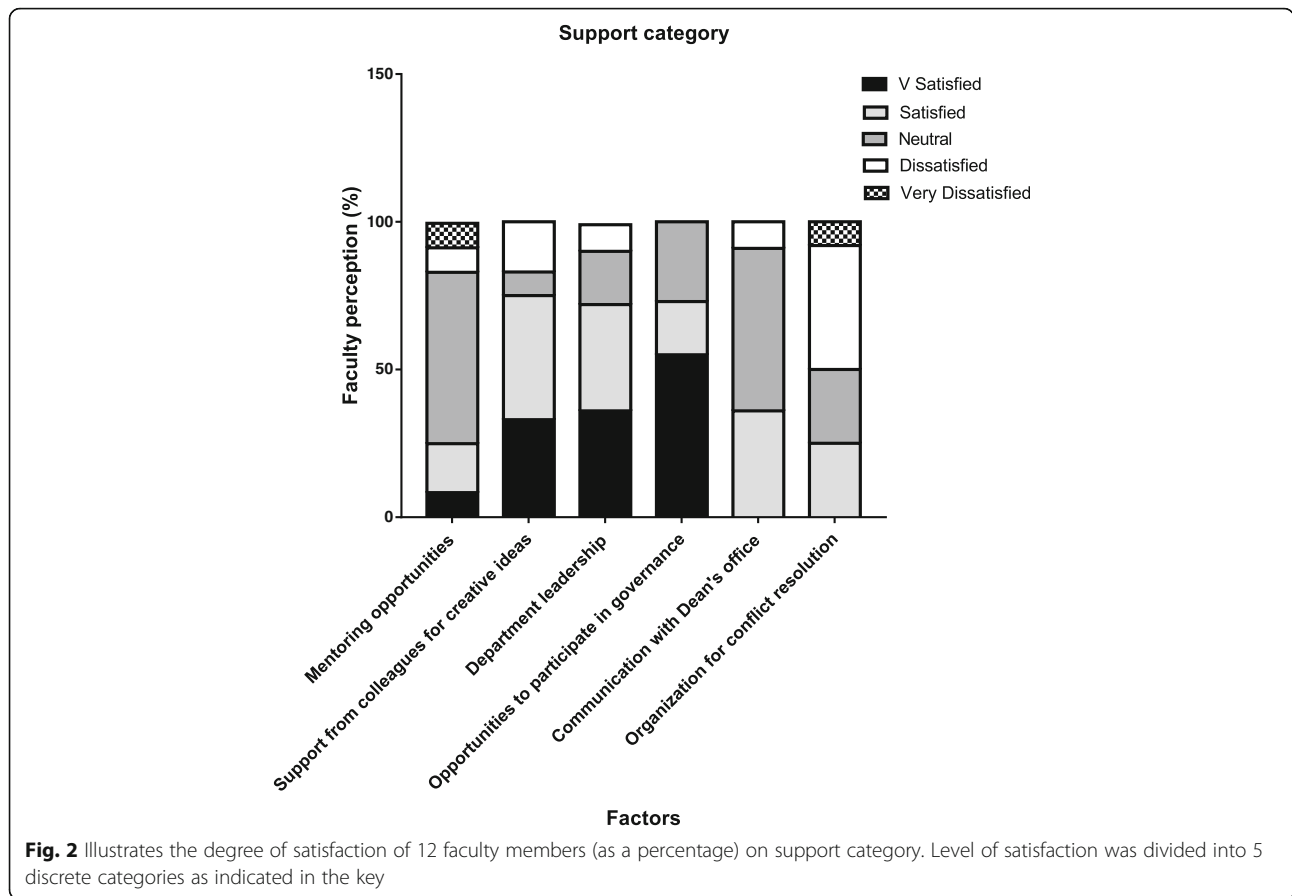 Support category
150
100
50
0
Faculty perception (%)
V Satisfied
Satisfied
Neutral
Dissatisfied
Very Dissatisfied
Mentoring opportunities
Support from colleagues for creative ideas
Department leadership
Opportunities to participate in governance
Communication with Dean's office
Organization for conflict resolution
Factors
Fig. 2 Illustrates the degree of satisfaction of 12 faculty members (as a percentage) on support category. Level of satisfaction was divided into 5
discrete categories as indicated in the key